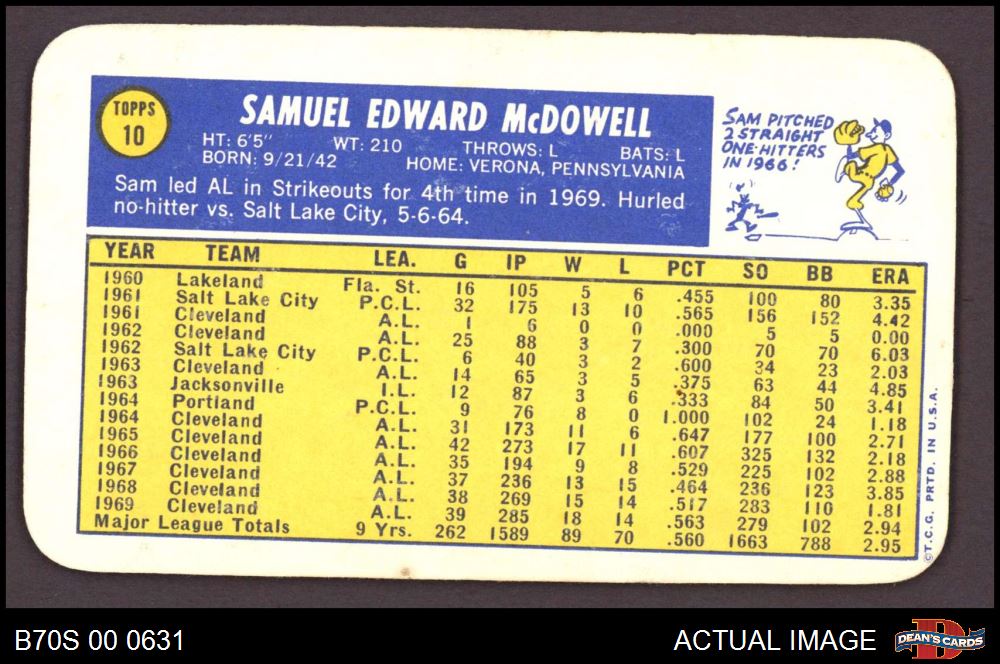 TOPPS
10
SAMUEL EDWARD McDOWELL
HT: 6'5" WT: 210 THROWS: L BATS: L
BORN: 9/21/42 HOME: VERONA, PENNSYLVANIA
Sam led AL in Strikeouts for 4th time in 1969. Hurled
no-hitter vs. Salt Lake City, 5-6-64.
SAM PITCHED
2 STRAIGHT
ONE-HITTERS
IN 1966!
YEAR TEAM LEA. G IP W L PCT SO BB ERA
1960 Lakeland Fla. St. 16 105 5 6 .455 100 80 3.35
1961 Salt Lake City P.C.L. 32 175 13 10 .565 156 152 4.42
1961 Cleveland A.L. 1 6 0 0 .000 5 5 0.00
1962 Cleveland A.L. 25 88 3 7 .300 70 70 6.03
1962 Salt Lake City P.C.L. 6 40 3 2 .600 34 23 2.03
1963 Cleveland A.L. 14 65 3 5 .375 63 44 4.85
1963 Jacksonville I.L. 12 87 3 6 .333 84 50 3.41
1964 Portland P.C.L. 9 76 8 0 1.000 102 24 1.18
1964 Cleveland A.L. 31 173 11 6 .647 177 100 2.71
1965 Cleveland A.L. 42 273 17 11 .607 325 132 2.18
1966 Cleveland A.L. 35 194 9 8 .529 225 102 2.88
1967 Cleveland A.L. 37 236 13 15 .464 236 123 3.85
1968 Cleveland A.L. 38 269 15 14 .517 283 110 1.81
1969 Cleveland A.L. 39 285 18 14 .563 279 102 2.94
Major League Totals 9 Yrs. 262 1589 89 70 .560 1663 788 2.95
©T.C.G. PRTD. IN U.S.A.
B70S 00 0631
ACTUAL IMAGE
D
DEAN'S CARDS